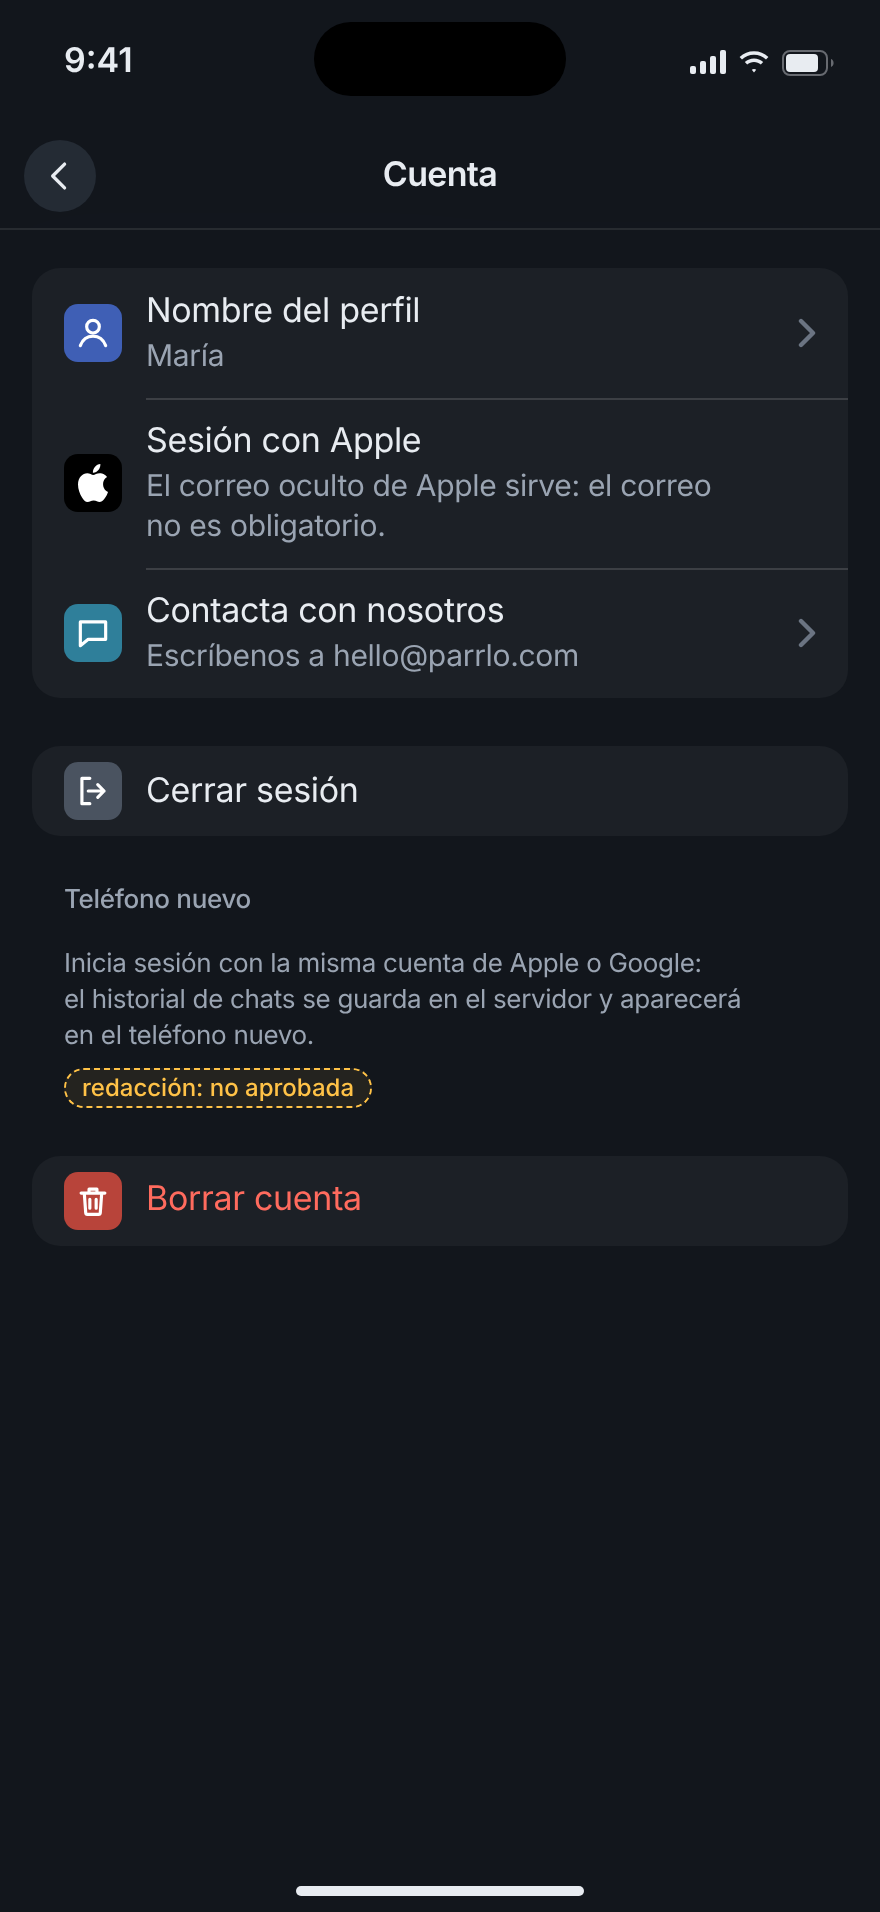 9:41
Cuenta
Nombre del perfil
María
Sesión con Apple
El correo oculto de Apple sirve: el correo
no es obligatorio.
Contacta con nosotros
Escríbenos a hello@parrlo.com
Cerrar sesión
Teléfono nuevo
Inicia sesión con la misma cuenta de Apple o Google:
el historial de chats se guarda en el servidor y aparecerá
en el teléfono nuevo.
redacción: no aprobada
Borrar cuenta